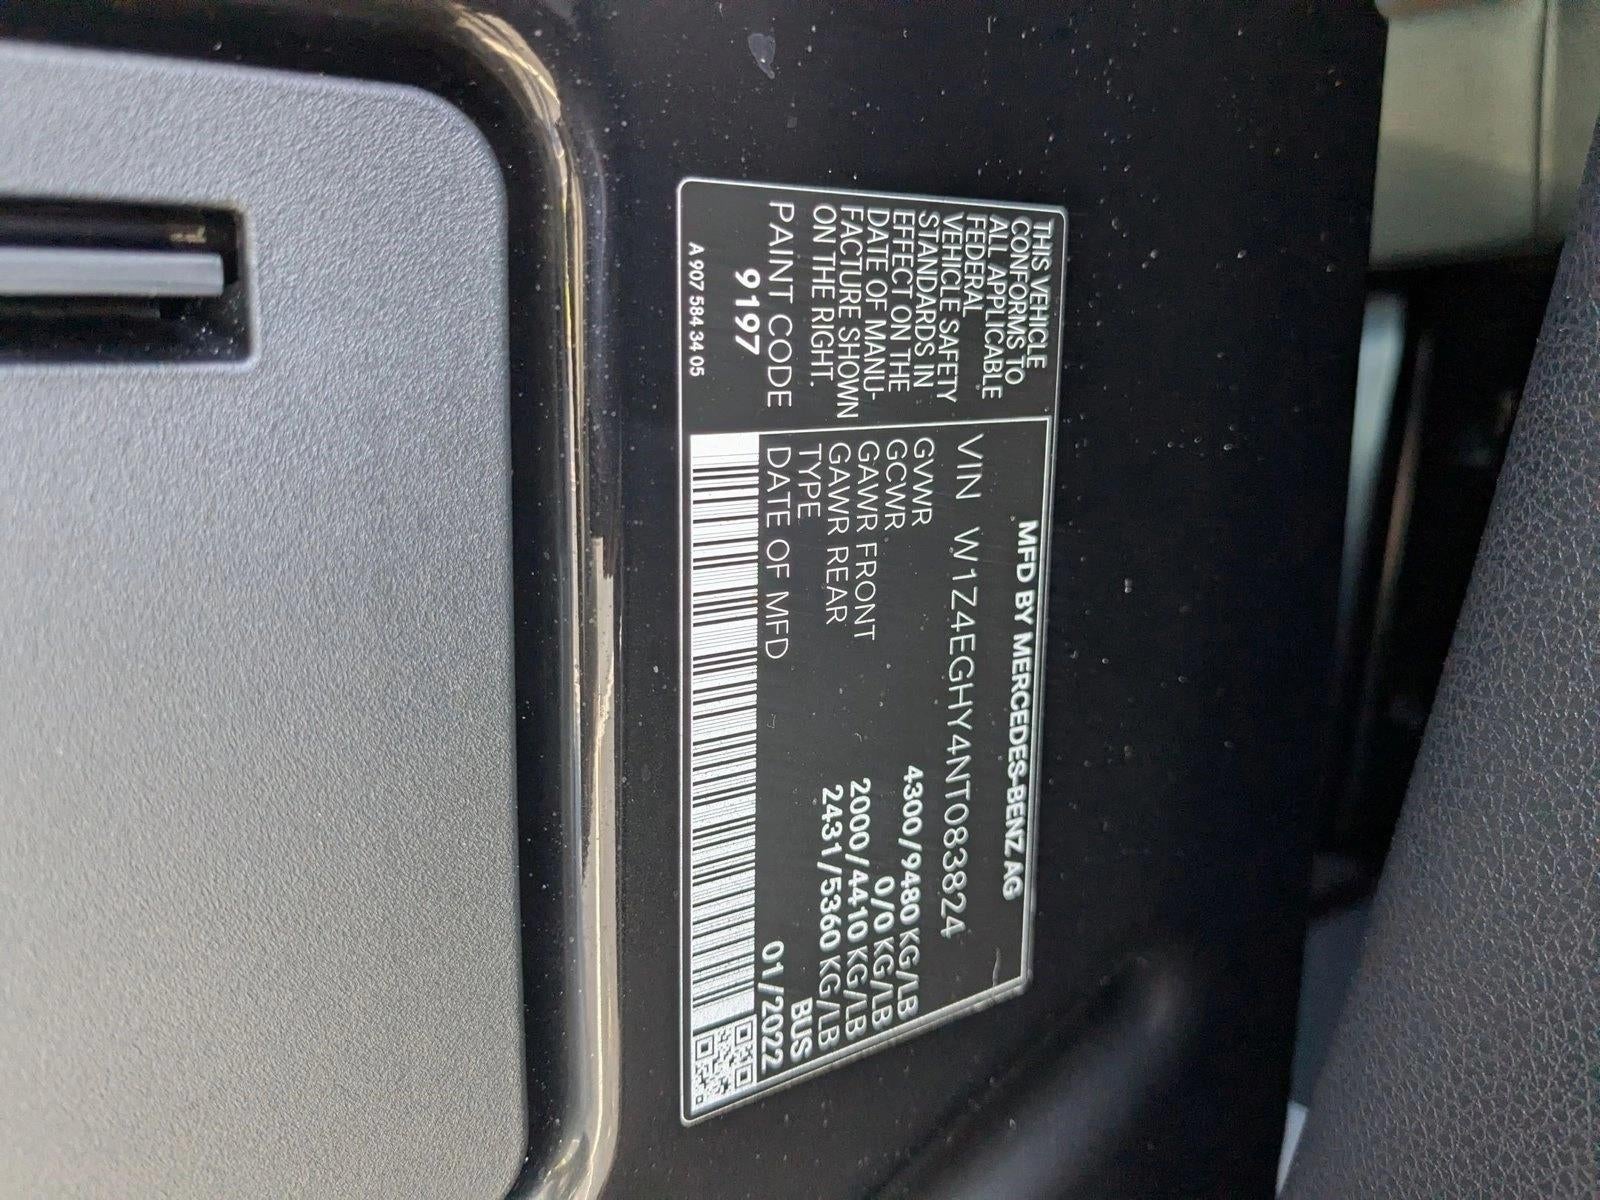 THIS VEHICLE
CONFORMS TO
ALL APPLICABLE
FEDERAL
VEHICLE SAFETY
STANDARDS IN
EFFECT ON THE
DATE OF MANU-
FACTURE SHOWN
ON THE RIGHT.
PAINT CODE
9197
A 907 584 34 05
MFD BY MERCEDES-BENZ AG
VIN W1Z4EGHY4NT083824
GVWR 4300/9480 KG/LB
GCWR 0/0 KG/LB
GAWR FRONT 2000/4410 KG/LB
GAWR REAR 2431/5360 KG/LB
TYPE BUS
DATE OF MFD 01/2022